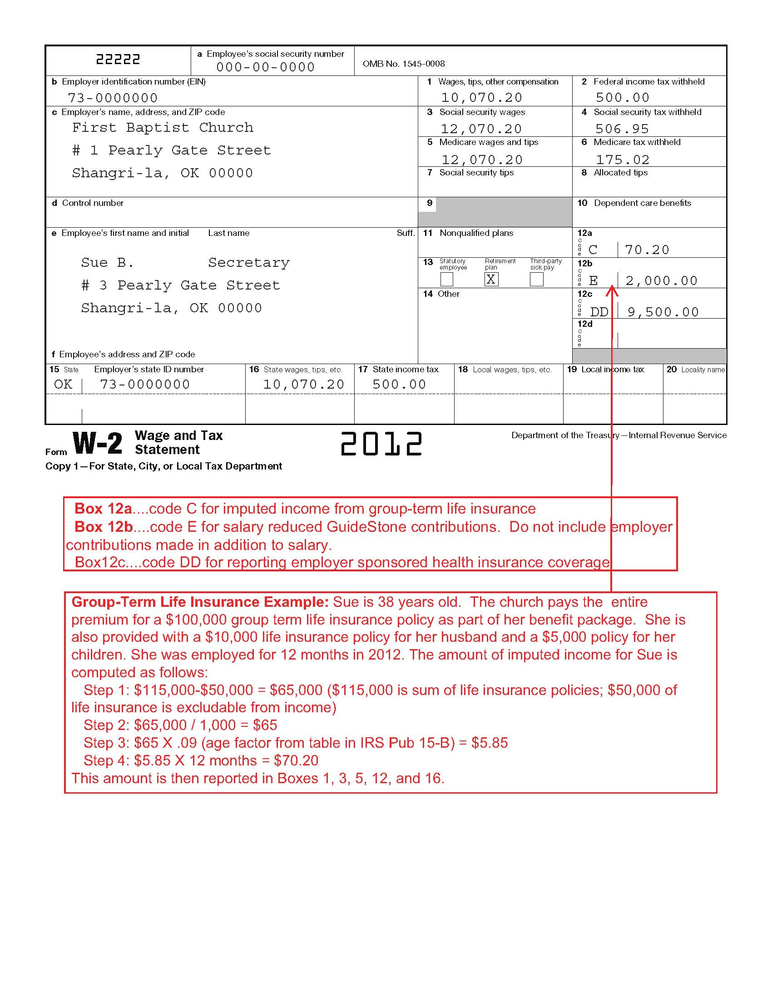 22222
a Employee's social security number
000-00-0000
OMB No. 1545-0008
b Employer identification number (EIN)
73-0000000
1 Wages, tips, other compensation
10,070.20
2 Federal income tax withheld
500.00
c Employer's name, address, and ZIP code
First Baptist Church
# 1 Pearly Gate Street
Shangri-la, OK 00000
3 Social security wages
12,070.20
4 Social security tax withheld
506.95
5 Medicare wages and tips
12,070.20
6 Medicare tax withheld
175.02
7 Social security tips
8 Allocated tips
d Control number
9
10 Dependent care benefits
e Employee's first name and initial Last name Suff.
Sue B. Secretary
# 3 Pearly Gate Street
Shangri-la, OK 00000
f Employee's address and ZIP code
11 Nonqualified plans
12a
Code
C 70.20
13 Statutory employee Retirement plan Third-party sick pay
X
12b
Code
E 2,000.00
14 Other
12c
Code
DD 9,500.00
12d
Code
15 State Employer's state ID number
OK 73-0000000
16 State wages, tips, etc.
10,070.20
17 State income tax
500.00
18 Local wages, tips, etc.
19 Local income tax
20 Locality name
Form W-2 Wage and Tax
Statement
2012
Department of the Treasury—Internal Revenue Service
Copy 1—For State, City, or Local Tax Department
Box 12a....code C for imputed income from group-term life insurance
Box 12b....code E for salary reduced GuideStone contributions. Do not include employer
contributions made in addition to salary.
Box12c....code DD for reporting employer sponsored health insurance coverage
Group-Term Life Insurance Example: Sue is 38 years old. The church pays the entire
premium for a $100,000 group term life insurance policy as part of her benefit package. She is
also provided with a $10,000 life insurance policy for her husband and a $5,000 policy for her
children. She was employed for 12 months in 2012. The amount of imputed income for Sue is
computed as follows:
Step 1: $115,000-$50,000 = $65,000 ($115,000 is sum of life insurance policies; $50,000 of
life insurance is excludable from income)
Step 2: $65,000 / 1,000 = $65
Step 3: $65 X .09 (age factor from table in IRS Pub 15-B) = $5.85
Step 4: $5.85 X 12 months = $70.20
This amount is then reported in Boxes 1, 3, 5, 12, and 16.